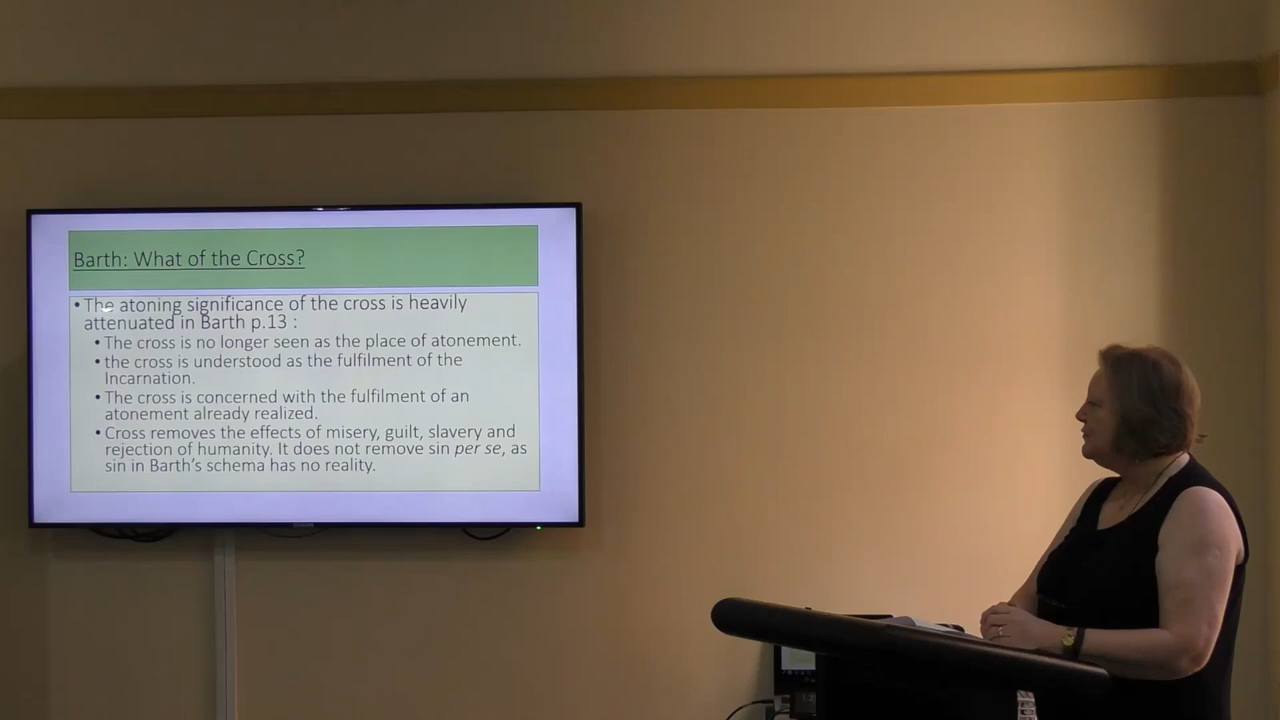 Barth: What of the Cross?
• The atoning significance of the cross is heavily
attenuated in Barth p.13 :
• The cross is no longer seen as the place of atonement.
• the cross is understood as the fulfilment of the
Incarnation.
• The cross is concerned with the fulfilment of an
atonement already realized.
• Cross removes the effects of misery, guilt, slavery and
rejection of humanity. It does not remove sin per se, as
sin in Barth's schema has no reality.